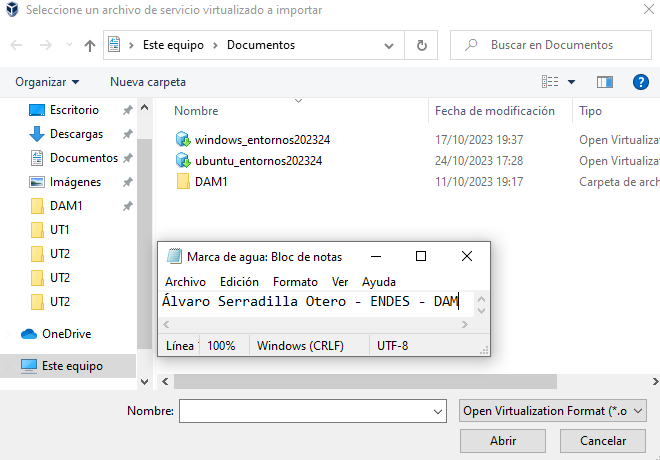 Seleccione un archivo de servicio virtualizado a importar
Este equipo > Documentos
Buscar en Documentos
Organizar
Nueva carpeta
Escritorio
Descargas
Documentos
Imágenes
DAM1
UT1
UT2
UT2
UT2
OneDrive
Este equipo
Nombre Fecha de modificación Tipo
windows_entornos202324 17/10/2023 19:37 Open Virtualiza
ubuntu_entornos202324 24/10/2023 17:28 Open Virtualiza
DAM1 11/10/2023 19:17 Carpeta de arch
Marca de agua: Bloc de notas
Archivo Edición Formato Ver Ayuda
Álvaro Serradilla Otero - ENDES - DAM
Línea 100% Windows (CRLF) UTF-8
Nombre:
Open Virtualization Format (*.o
Abrir Cancelar